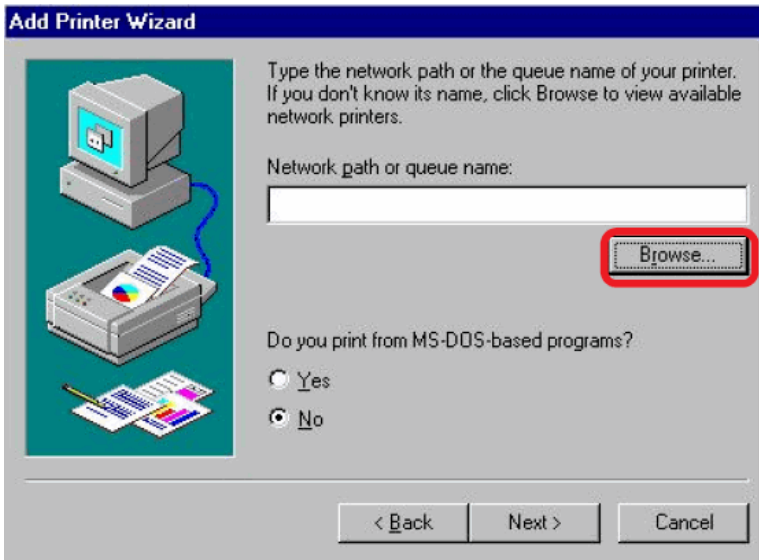 Add Printer Wizard
Type the network path or the queue name of your printer.
If you don't know its name, click Browse to view available
network printers.
Network path or queue name:
Browse...
Do you print from MS-DOS-based programs?
Yes
No
< Back
Next >
Cancel